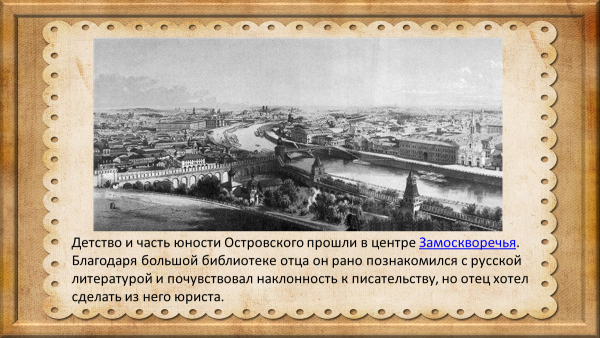 Детство и часть юности Островского прошли в центре Замоскворечья.
Благодаря большой библиотеке отца он рано познакомился с русской
литературой и почувствовал наклонность к писательству, но отец хотел
сделать из него юриста.